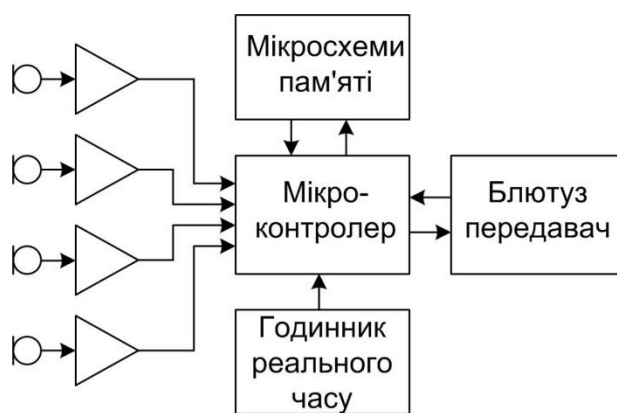 Мікросхеми
пам'яті
Мікро-
контролер
Блютуз
передавач
Годинник
реального
часу